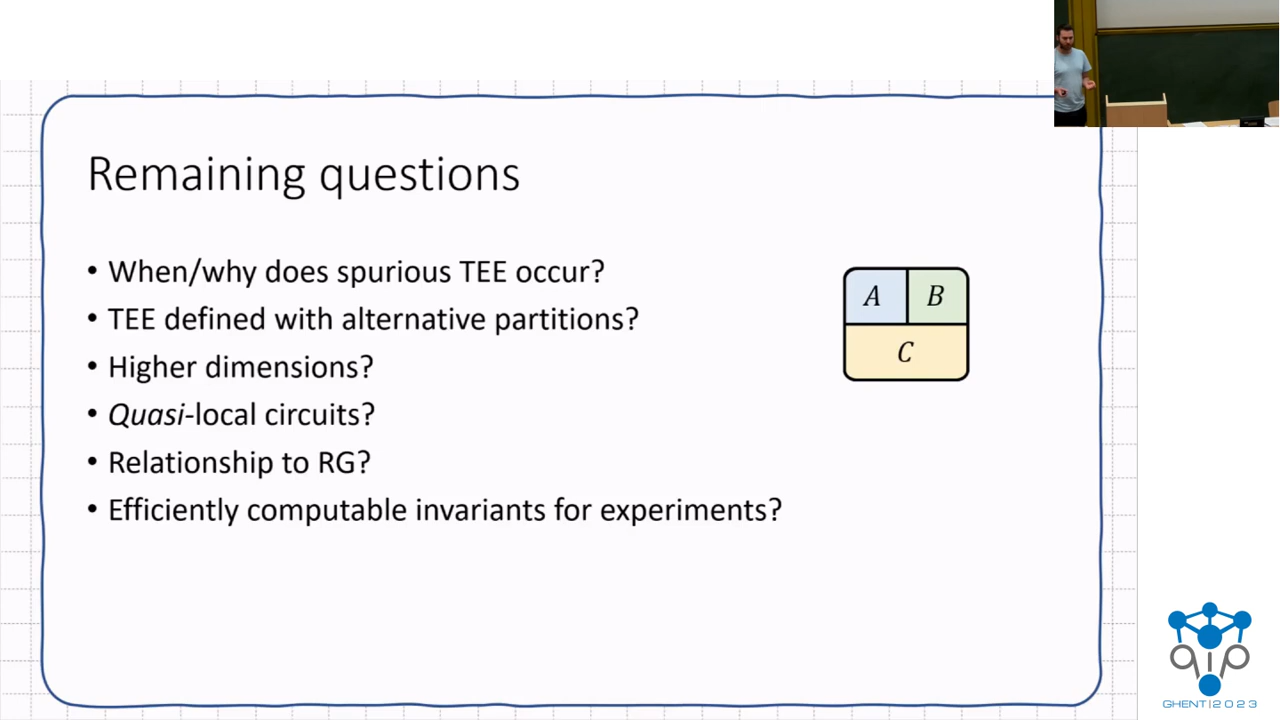 Remaining questions
• When/why does spurious TEE occur?
• TEE defined with alternative partitions?
• Higher dimensions?
• Quasi-local circuits?
• Relationship to RG?
• Efficiently computable invariants for experiments?
A B
C
qip
GHENT|2023